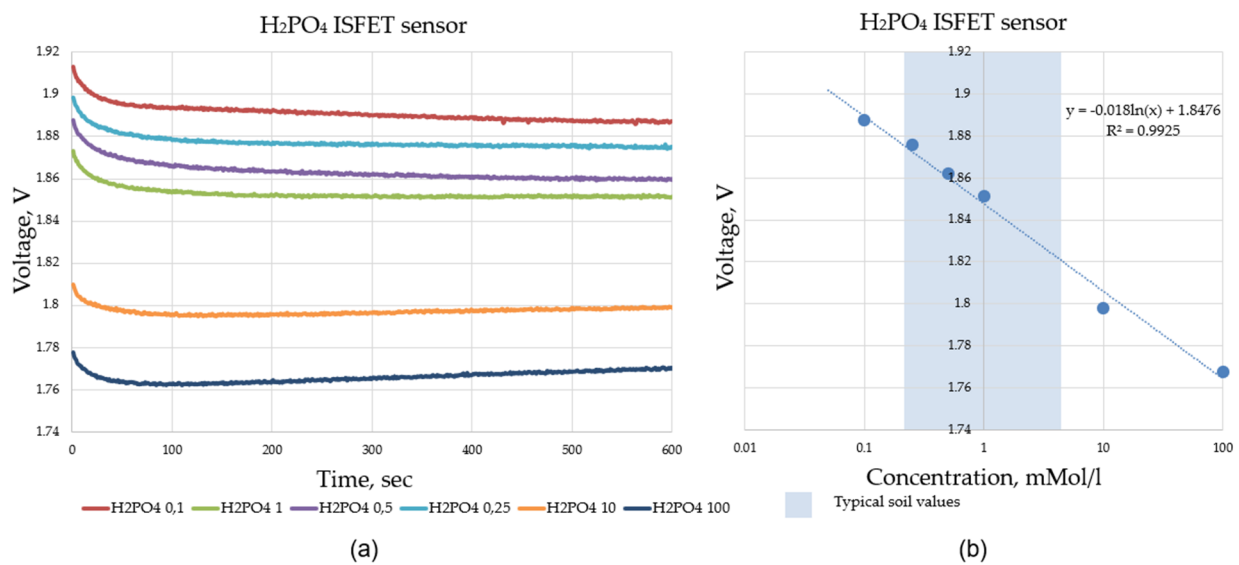 H₂PO₄ ISFET sensor
1.92
1.9
1.88
1.86
1.84
1.82
1.8
1.78
1.76
1.74
Voltage, V
0
100
200
300
400
500
600
Time, sec
H2PO4 0,1
H2PO4 1
H2PO4 0,5
H2PO4 0,25
H2PO4 10
H2PO4 100
(a)
H₂PO₄ ISFET sensor
1.92
1.9
1.88
1.86
1.84
1.82
1.8
1.78
1.76
1.74
y = -0.018ln(x) + 1.8476
R² = 0.9925
Voltage, V
0.01
0.1
1
10
100
Concentration, mMol/l
Typical soil values
(b)